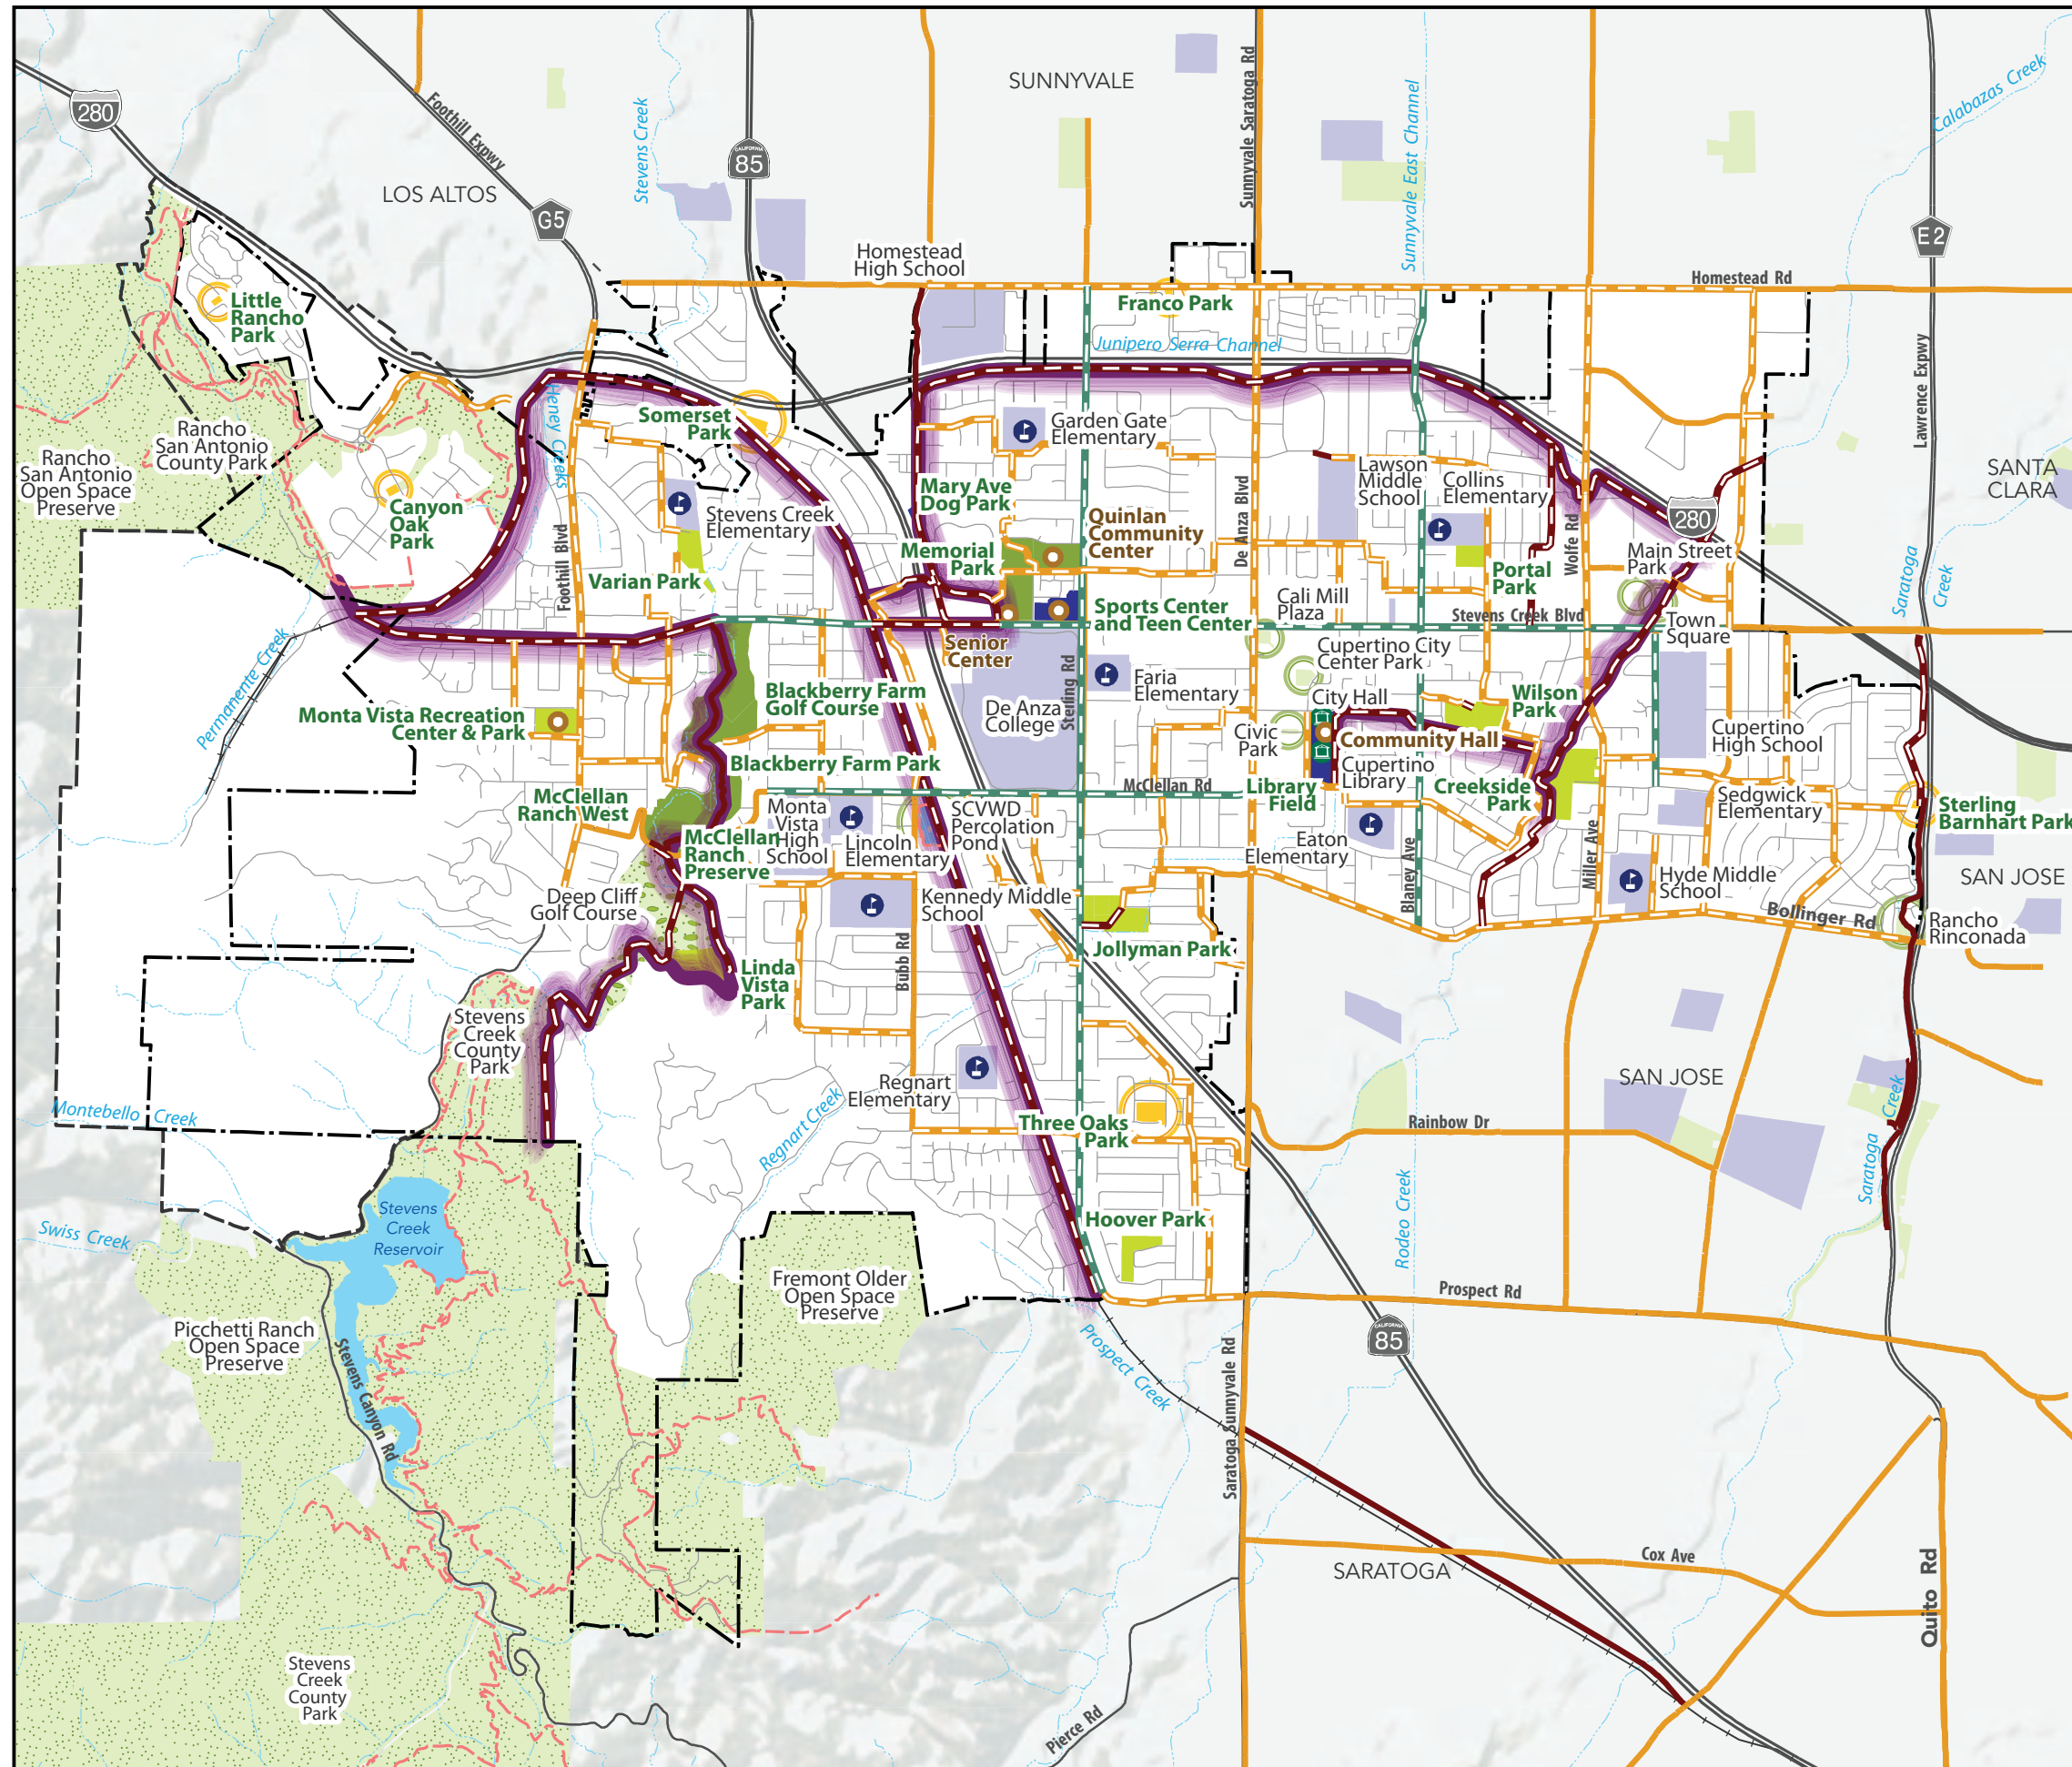 SUNNYVALE
Sunnyvale Saratoga Rd
Sunnyvale East Channel
Calabazas Creek
280
Foothill Expwy
Stevens Creek
CALIFORNIA
85
LOS ALTOS
G5
E2
Homestead
High School
Homestead Rd
Little
Rancho
Park
Franco Park
Junipero Serra Channel
Lawrence Expwy
Heney Creeks
Somerset
Park
Garden Gate
Elementary
Rancho
San Antonio
County Park
Rancho
San Antonio
Open Space
Preserve
SANTA
CLARA
Lawson
Middle
School
Collins
Elementary
De Anza Blvd
Mary Ave
Dog Park
Canyon
Oak
Park
Stevens Creek
Elementary
Quinlan
Community
Center
280
Wolfe Rd
Foothill Blvd
Memorial
Park
Main Street
Park
Varian Park
Portal
Park
Saratoga
Creek
Cali Mill
Plaza
Sports Center
and Teen Center
Stevens Creek Blvd
Town
Square
Permanente Creek
Senior
Center
Cupertino City
Center Park
Sterling Rd
Faria
Elementary
Blackberry Farm
Golf Course
De Anza
College
City Hall
Wilson
Park
Monta Vista Recreation
Center & Park
Civic
Park
Community Hall
Cupertino
High School
Blackberry Farm Park
Cupertino
Library
McClellan Rd
Library
Field
Creekside
Park
McClellan
Ranch West
Monta
Vista
High
School
SCVWD
Percolation
Pond
Sedgwick
Elementary
Sterling
Barnhart Park
McClellan
Ranch
Preserve
Lincoln
Elementary
Eaton
Elementary
Blaney Ave
Miller Ave
Hyde Middle
School
SAN JOSE
Deep Cliff
Golf Course
Kennedy Middle
School
Bollinger Rd
Rancho
Rinconada
Bubb Rd
Jollyman Park
Linda
Vista
Park
Stevens
Creek
County
Park
Regnart
Elementary
SAN JOSE
Montebello Creek
Regnart Creek
Three Oaks
Park
Rainbow Dr
Saratoga Creek
Swiss Creek
Stevens
Creek
Reservoir
Hoover Park
Rodeo Creek
Fremont Older
Open Space
Preserve
Prospect Rd
Picchetti Ranch
Open Space
Preserve
Stevens Canyon Rd
Prospect Creek
Saratoga Sunnyvale Rd
CALIFORNIA
85
SARATOGA
Cox Ave
Quito Rd
Stevens
Creek
County
Park
Pierce Rd